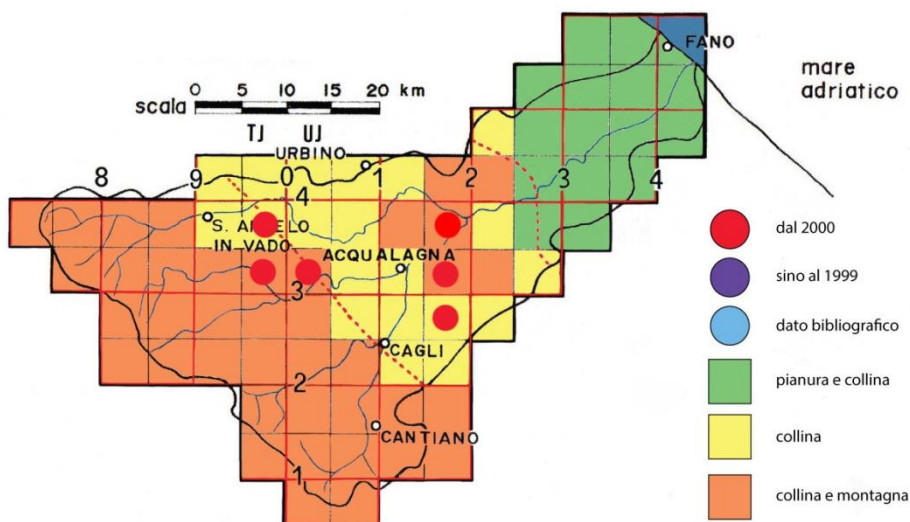 FANO
mare
adriatico
0 5 10 15 20 km
scala
TJ UJ
URBINO
8 9 0 1 2 3 4
4
S. ANGELO
IN VADO
ACQUALAGNA
3
CAGLI
2
CANTIANO
1
dal 2000
sino al 1999
dato bibliografico
pianura e collina
collina
collina e montagna